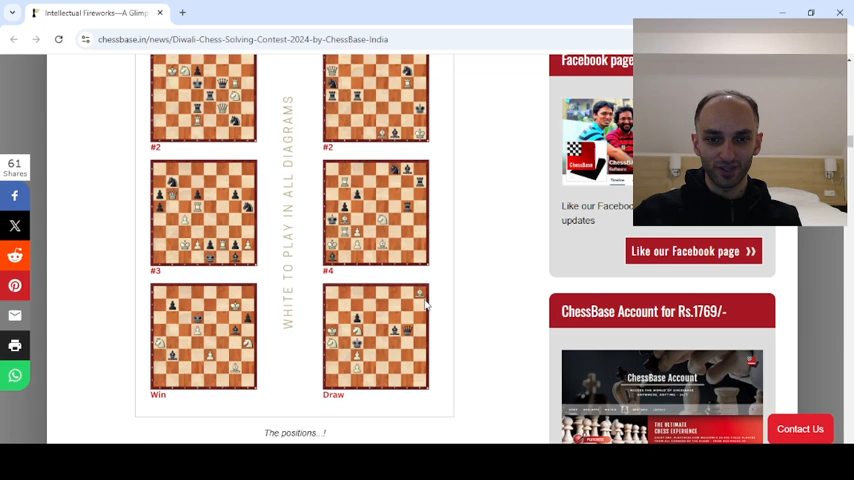 Intellectual Fireworks—A Glimp
chessbase.in/news/Diwali-Chess-Solving-Contest-2024-by-ChessBase-India
Facebook page
61
Shares
#2
#2
WHITE TO PLAY IN ALL DIAGRAMS
Like our Facebo
updates
Like our Facebook page
#3
#4
ChessBase Account for Rs.1769/-
Win
Draw
ChessBase Account
The positions...!
Contact Us